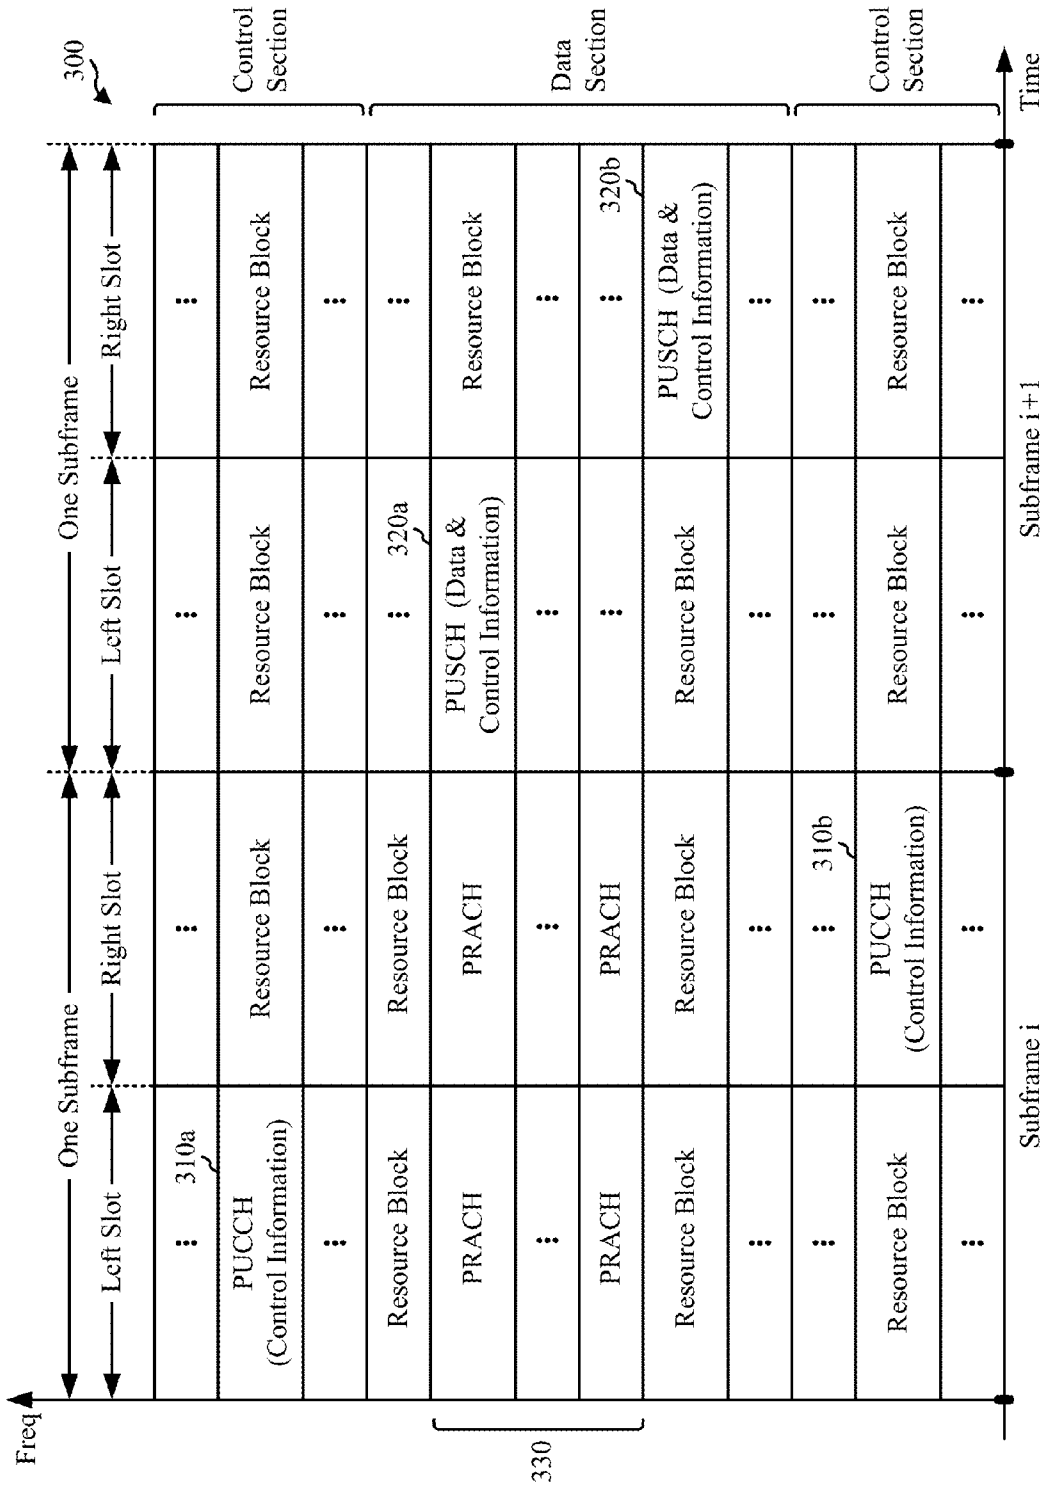 300
Freq
One Subframe
One Subframe
Left Slot
Right Slot
Left Slot
Right Slot
310a
Control
Section
PUCCH
(Control Information)
Resource Block
Resource Block
Resource Block
320a
Resource Block
Resource Block
Data
Section
330
PRACH
PRACH
PUSCH (Data &
Control Information)
Resource Block
320b
PRACH
PRACH
Resource Block
Resource Block
Resource Block
PUSCH (Data &
Control Information)
310b
Control
Section
Resource Block
PUCCH
(Control Information)
Resource Block
Resource Block
Subframe i
Subframe i+1
Time